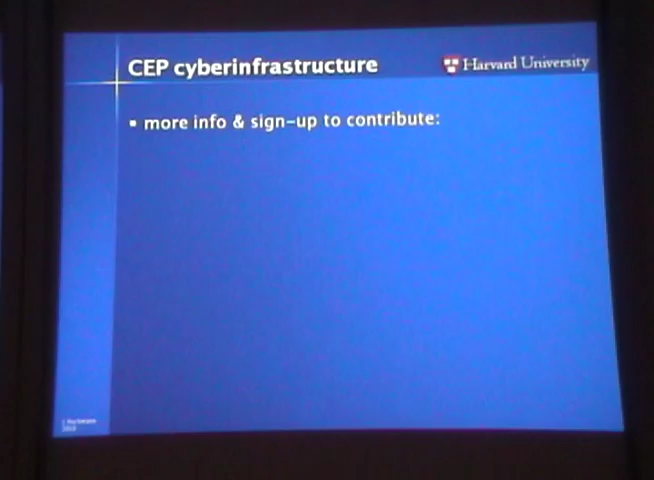 CEP cyberinfrastructure
Harvard University
▪ more info & sign-up to contribute: